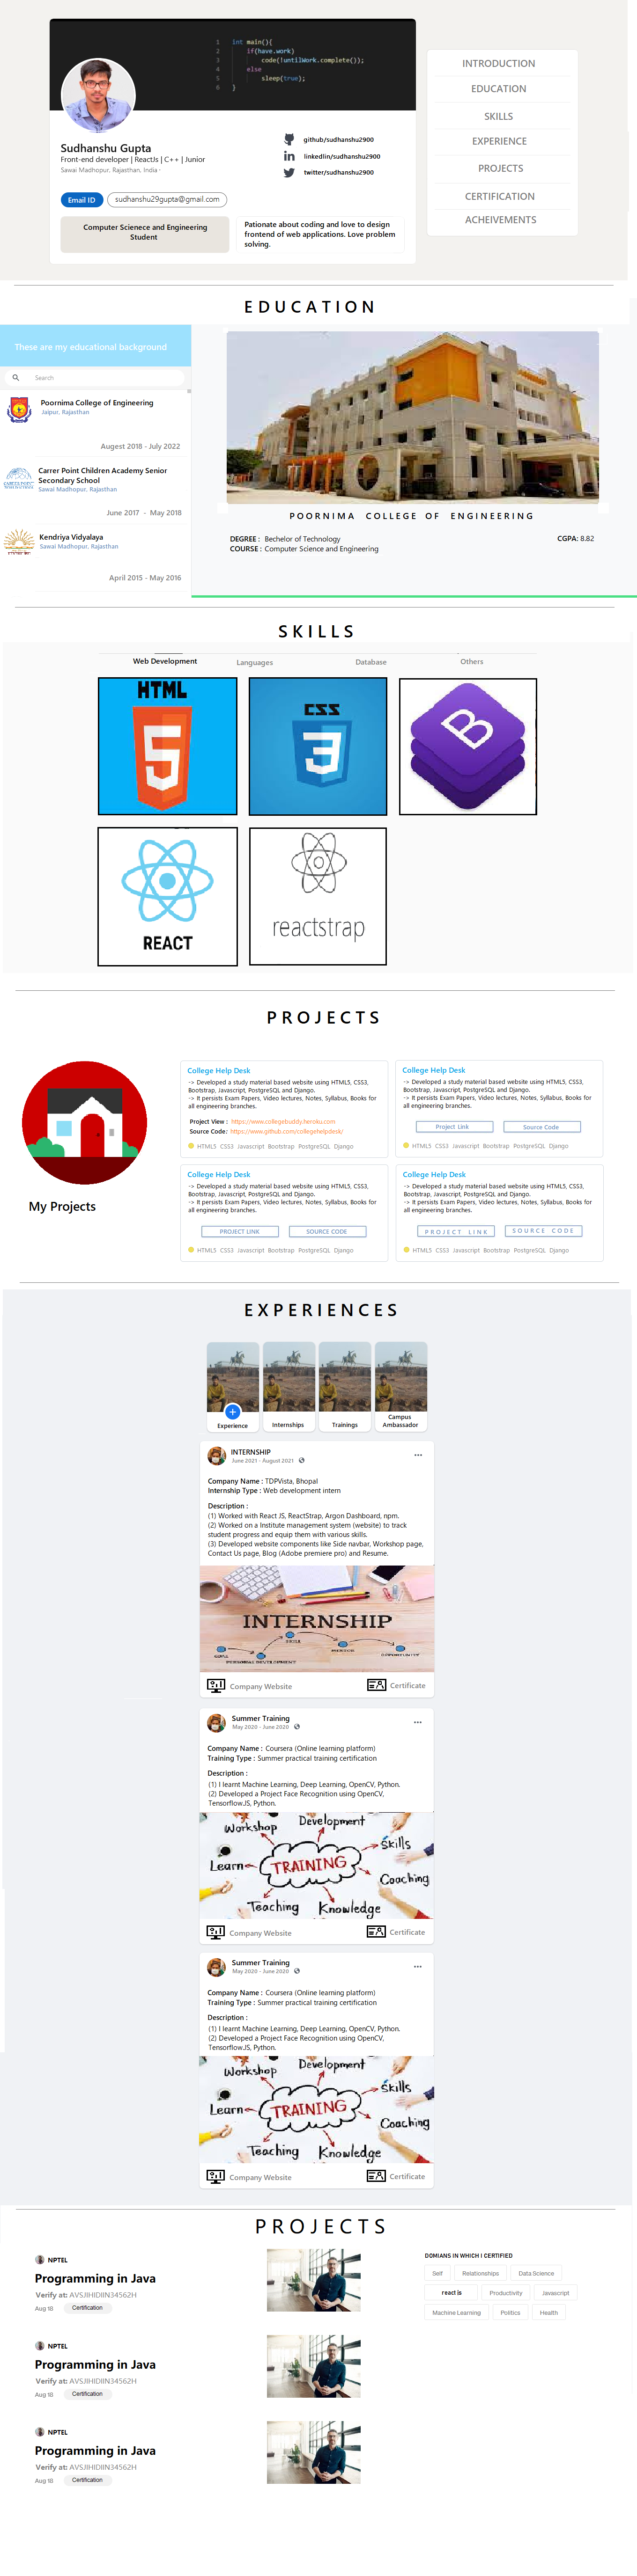 1 int main(){
2 if(have.work)
3 code(!untilWork.complete());
4 else
5 sleep(true);
6 }
Sudhanshu Gupta
Front-end developer | ReactJs | C++ | Junior
Sawai Madhopur, Rajasthan, India ·
github/sudhanshu2900
linkedIin/sudhanshu2900
twitter/sudhanshu2900
Email ID sudhanshu29gupta@gmail.com
Computer Scienece and Engineering
Student
Pationate about coding and love to design
frontend of web applications. Love problem
solving.
INTRODUCTION
EDUCATION
SKILLS
EXPERIENCE
PROJECTS
CERTIFICATION
ACHEIVEMENTS
EDUCATION
These are my educational background
Search
Poornima College of Engineering
Jaipur, Rajasthan
Augest 2018 - July 2022
Carrer Point Children Academy Senior
Secondary School
Sawai Madhopur, Rajasthan
June 2017 - May 2018
Kendriya Vidyalaya
Sawai Madhopur, Rajasthan
April 2015 - May 2016
POORNIMA COLLEGE OF ENGINEERING
DEGREE : Bechelor of Technology
CGPA: 8.82
COURSE : Computer Science and Engineering
SKILLS
Web Development Languages Database Others
HTML
5
CSS
3
B
REACT
reactstrap
PROJECTS
My Projects
College Help Desk
-> Developed a study material based website using HTML5, CSS3,
Bootstrap, Javascript, PostgreSQL and Django.
-> It persists Exam Papers, Video lectures, Notes, Syllabus, Books for
all engineering branches.
Project View : https://www.collegebuddy.heroku.com
Source Code: https://www.github.com/collegehelpdesk/
HTML5 CSS3 Javascript Bootstrap PostgreSQL Django
College Help Desk
-> Developed a study material based website using HTML5, CSS3,
Bootstrap, Javascript, PostgreSQL and Django.
-> It persists Exam Papers, Video lectures, Notes, Syllabus, Books for
all engineering branches.
Project Link Source Code
HTML5 CSS3 Javascript Bootstrap PostgreSQL Django
College Help Desk
-> Developed a study material based website using HTML5, CSS3,
Bootstrap, Javascript, PostgreSQL and Django.
-> It persists Exam Papers, Video lectures, Notes, Syllabus, Books for
all engineering branches.
PROJECT LINK SOURCE CODE
HTML5 CSS3 Javascript Bootstrap PostgreSQL Django
College Help Desk
-> Developed a study material based website using HTML5, CSS3,
Bootstrap, Javascript, PostgreSQL and Django.
-> It persists Exam Papers, Video lectures, Notes, Syllabus, Books for
all engineering branches.
PROJECT LINK SOURCE CODE
HTML5 CSS3 Javascript Bootstrap PostgreSQL Django
EXPERIENCES
Experience
Internships
Trainings
Campus
Ambassador
INTERNSHIP
June 2021 - August 2021
Company Name : TDPVista, Bhopal
Internship Type : Web development intern
Description :
(1) Worked with React JS, ReactStrap, Argon Dashboard, npm.
(2) Worked on a Institute management system (website) to track
student progress and equip them with various skills.
(3) Developed website components like Side navbar, Workshop page,
Contact Us page, Blog (Adobe premiere pro) and Resume.
INTERNSHIP
GOAL
PERSONAL DEVELOPMENT
SKILL
MENTOR
OPPORTUNITY
Company Website Certificate
Summer Training
May 2020 - June 2020
Company Name : Coursera (Online learning platform)
Training Type : Summer practical training certification
Description :
(1) I learnt Machine Learning, Deep Learning, OpenCV, Python.
(2) Developed a Project Face Recognition using OpenCV,
TensorflowJS, Python.
Workshop Development
Skills
Learn TRAINING
Coaching
Teaching Knowledge
Company Website Certificate
Summer Training
May 2020 - June 2020
Company Name : Coursera (Online learning platform)
Training Type : Summer practical training certification
Description :
(1) I learnt Machine Learning, Deep Learning, OpenCV, Python.
(2) Developed a Project Face Recognition using OpenCV,
TensorflowJS, Python.
Workshop Development
Skills
Learn TRAINING
Coaching
Teaching Knowledge
Company Website Certificate
PROJECTS
NPTEL
Programming in Java
Verify at: AVSJIHIDIIN34562H
Aug 18 Certification
NPTEL
Programming in Java
Verify at: AVSJIHIDIIN34562H
Aug 18 Certification
NPTEL
Programming in Java
Verify at: AVSJIHIDIIN34562H
Aug 18 Certification
DOMIANS IN WHICH I CERTIFIED
Self Relationships Data Science
react is Productivity Javascript
Machine Learning Politics Health